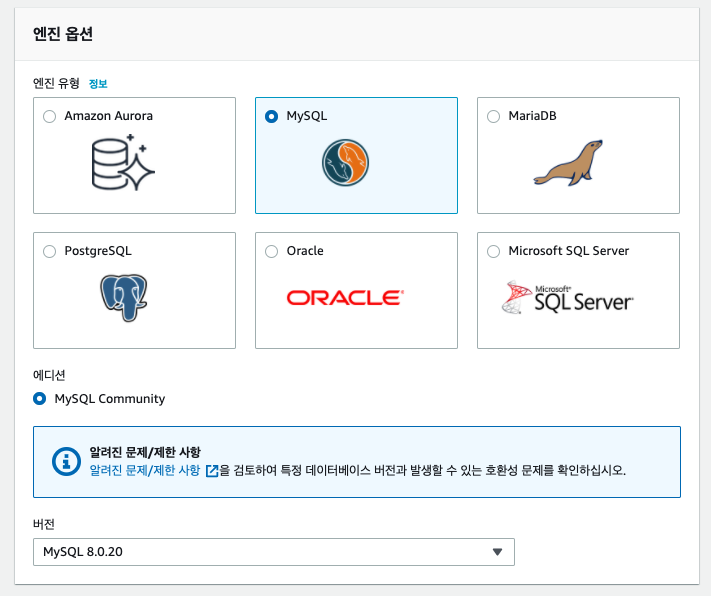 엔진 옵션
엔진 유형 정보
Amazon Aurora
MySQL
MariaDB
PostgreSQL
Oracle
ORACLE
Microsoft SQL Server
Microsoft®
SQL Server
에디션
MySQL Community
알려진 문제/제한 사항
알려진 문제/제한 사항 을 검토하여 특정 데이터베이스 버전과 발생할 수 있는 호환성 문제를 확인하십시오.
버전
MySQL 8.0.20